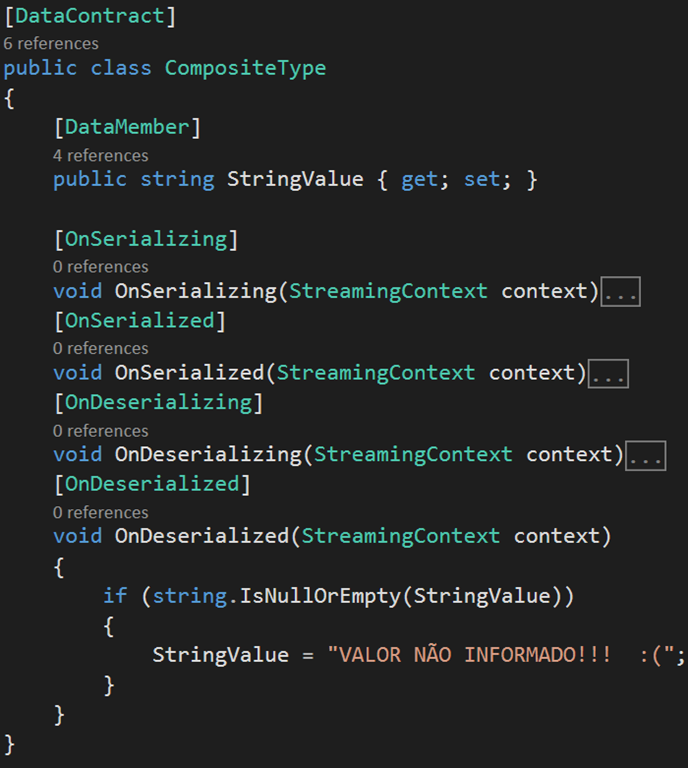 [DataContract]
6 references
public class CompositeType
{
[DataMember]
4 references
public string StringValue { get; set; }
[OnSerializing]
0 references
void OnSerializing(StreamingContext context)...
[OnSerialized]
0 references
void OnSerialized(StreamingContext context)...
[OnDeserializing]
0 references
void OnDeserializing(StreamingContext context)...
[OnDeserialized]
0 references
void OnDeserialized(StreamingContext context)
{
if (string.IsNullOrEmpty(StringValue))
{
StringValue = "VALOR NÃO INFORMADO!!!  :(";
}
}
}